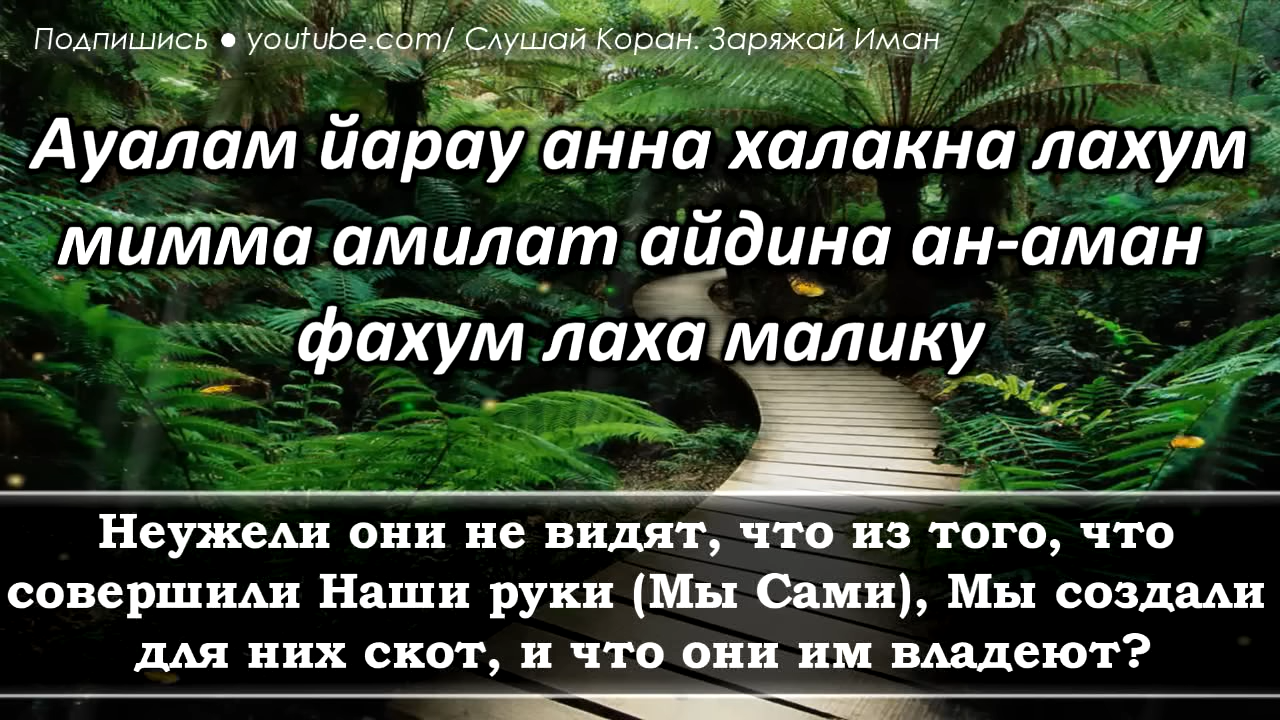 Подпишись ● youtube.com/ Слушай Коран. Заряжай Иман
Ауалам йарау анна халакна лахум
мимма амилат айдина ан-аман
фахум лаха малику
Неужели они не видят, что из того, что
совершили Наши руки (Мы Сами), Мы создали
для них скот, и что они им владеют?